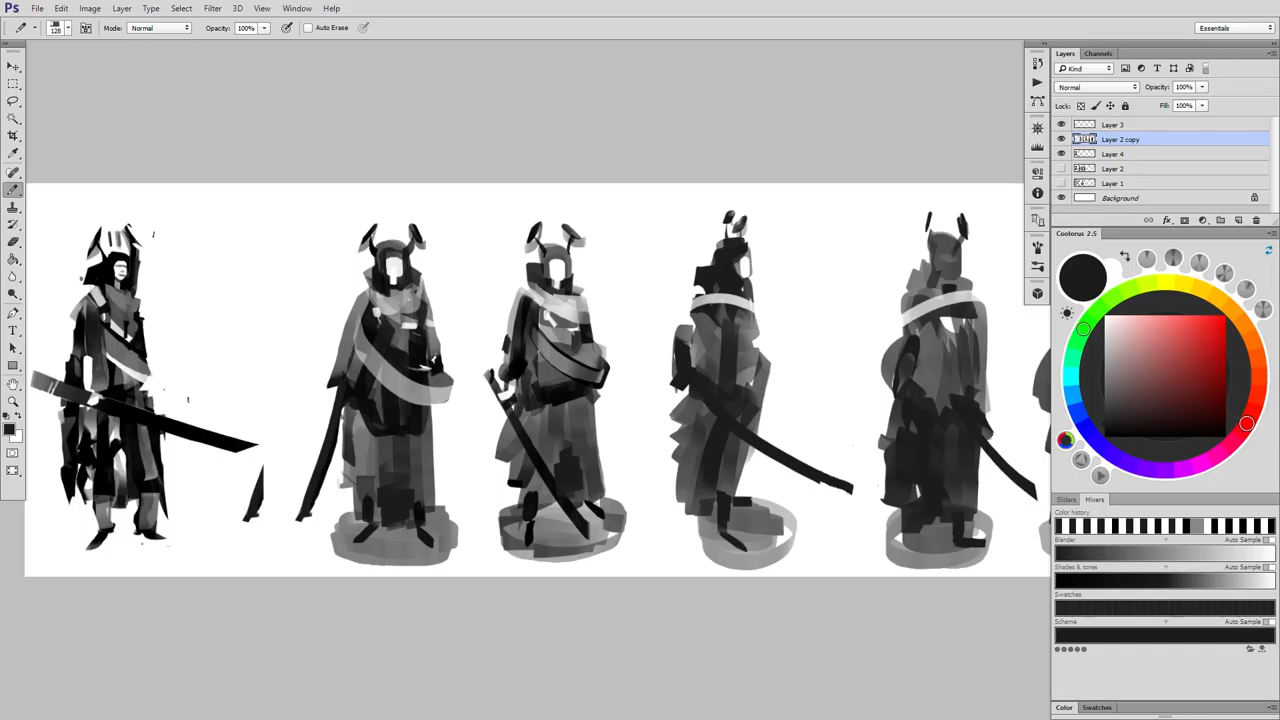 Ps File Edit Image Layer Type Select Filter 3D View Window Help
128 Mode: Normal Opacity: 100% Auto Erase Essentials
Layers Channels
Kind
Normal Opacity: 100%
Lock: Fill: 100%
Layer 3
Layer 2 copy
Layer 4
Layer 2
Layer 1
Background
fx
Coolorus 2.5
Sliders Mixers
Color history
Blender Auto Sample
Shades & tones Auto Sample
Swatches
Scheme Auto Sample
Color Swatches